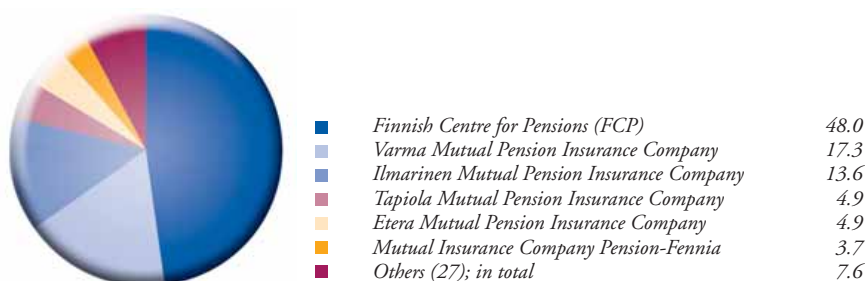 Finnish Centre for Pensions (FCP) 48.0
Varma Mutual Pension Insurance Company 17.3
Ilmarinen Mutual Pension Insurance Company 13.6
Tapiola Mutual Pension Insurance Company 4.9
Etera Mutual Pension Insurance Company 4.9
Mutual Insurance Company Pension-Fennia 3.7
Others (27); in total 7.6